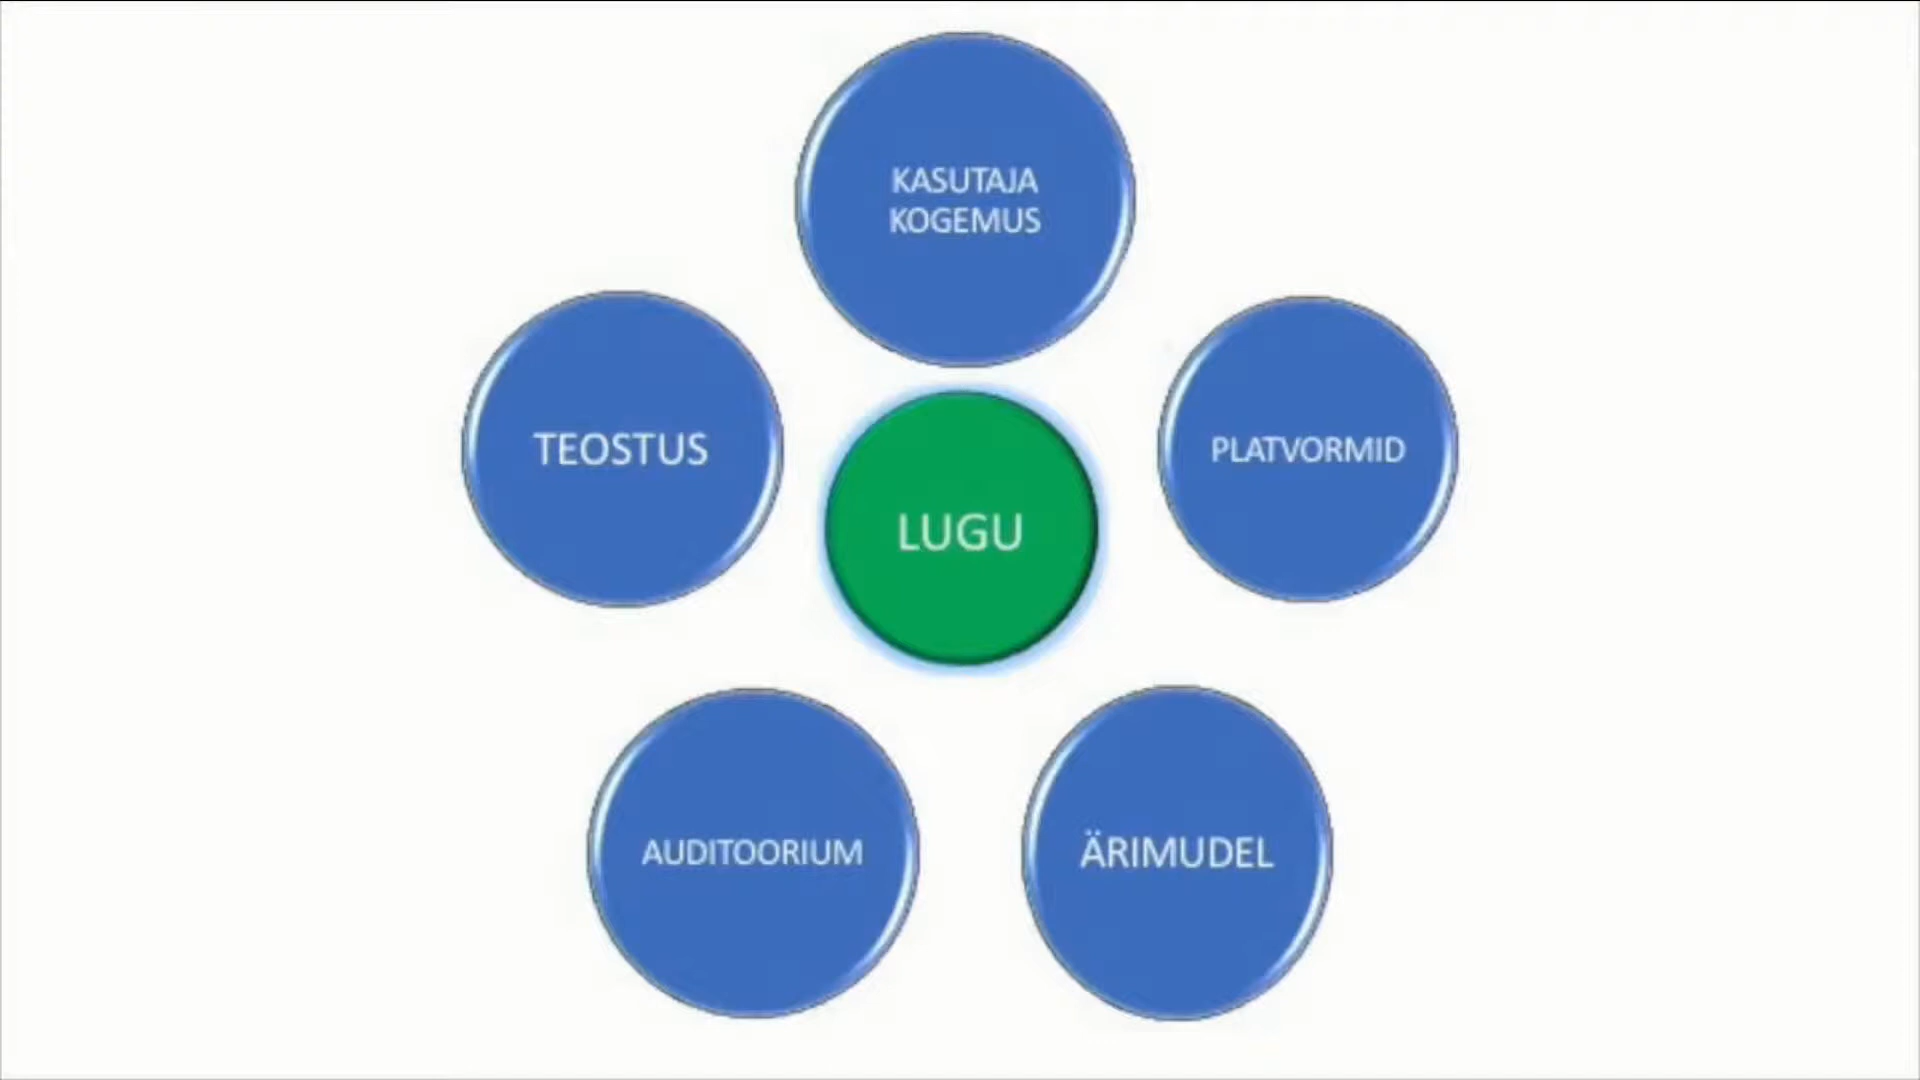 KASUTAJA
KOGEMUS
TEOSTUS
PLATVORMID
LUGU
AUDITOORIUM
ÄRIMUDEL